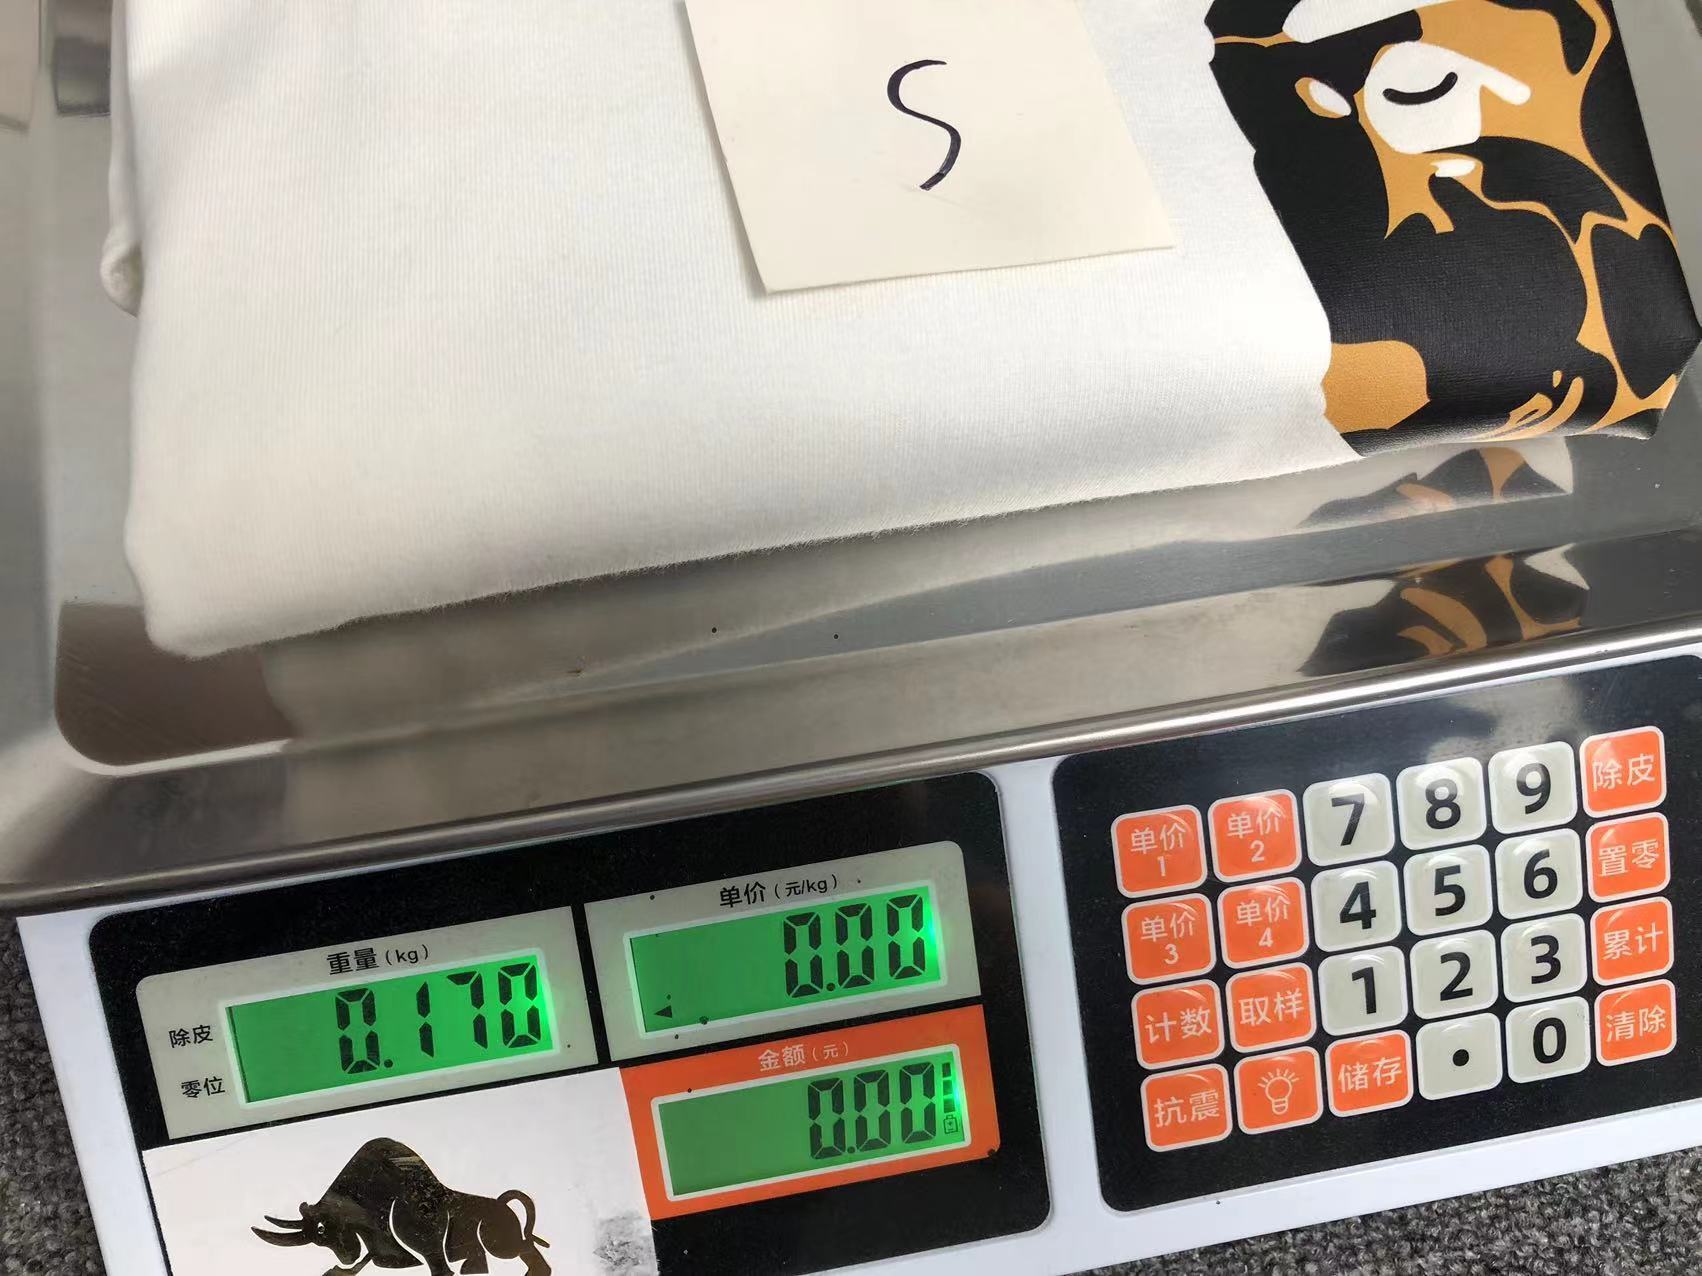 S
重量（kg）
0.170
除皮
零位
单价（元/kg）
0.00
金额（元）
0.00
单价1 单价2 7 8 9 除皮
单价3 单价4 4 5 6 置零
计数 取样 1 2 3 累计
抗震 储存 . 0 清除